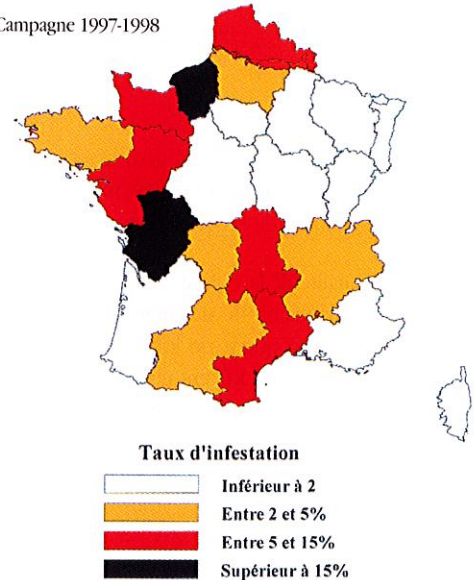 Campagne 1997-1998
Taux d'infestation
Inférieur à 2
Entre 2 et 5%
Entre 5 et 15%
Supérieur à 15%